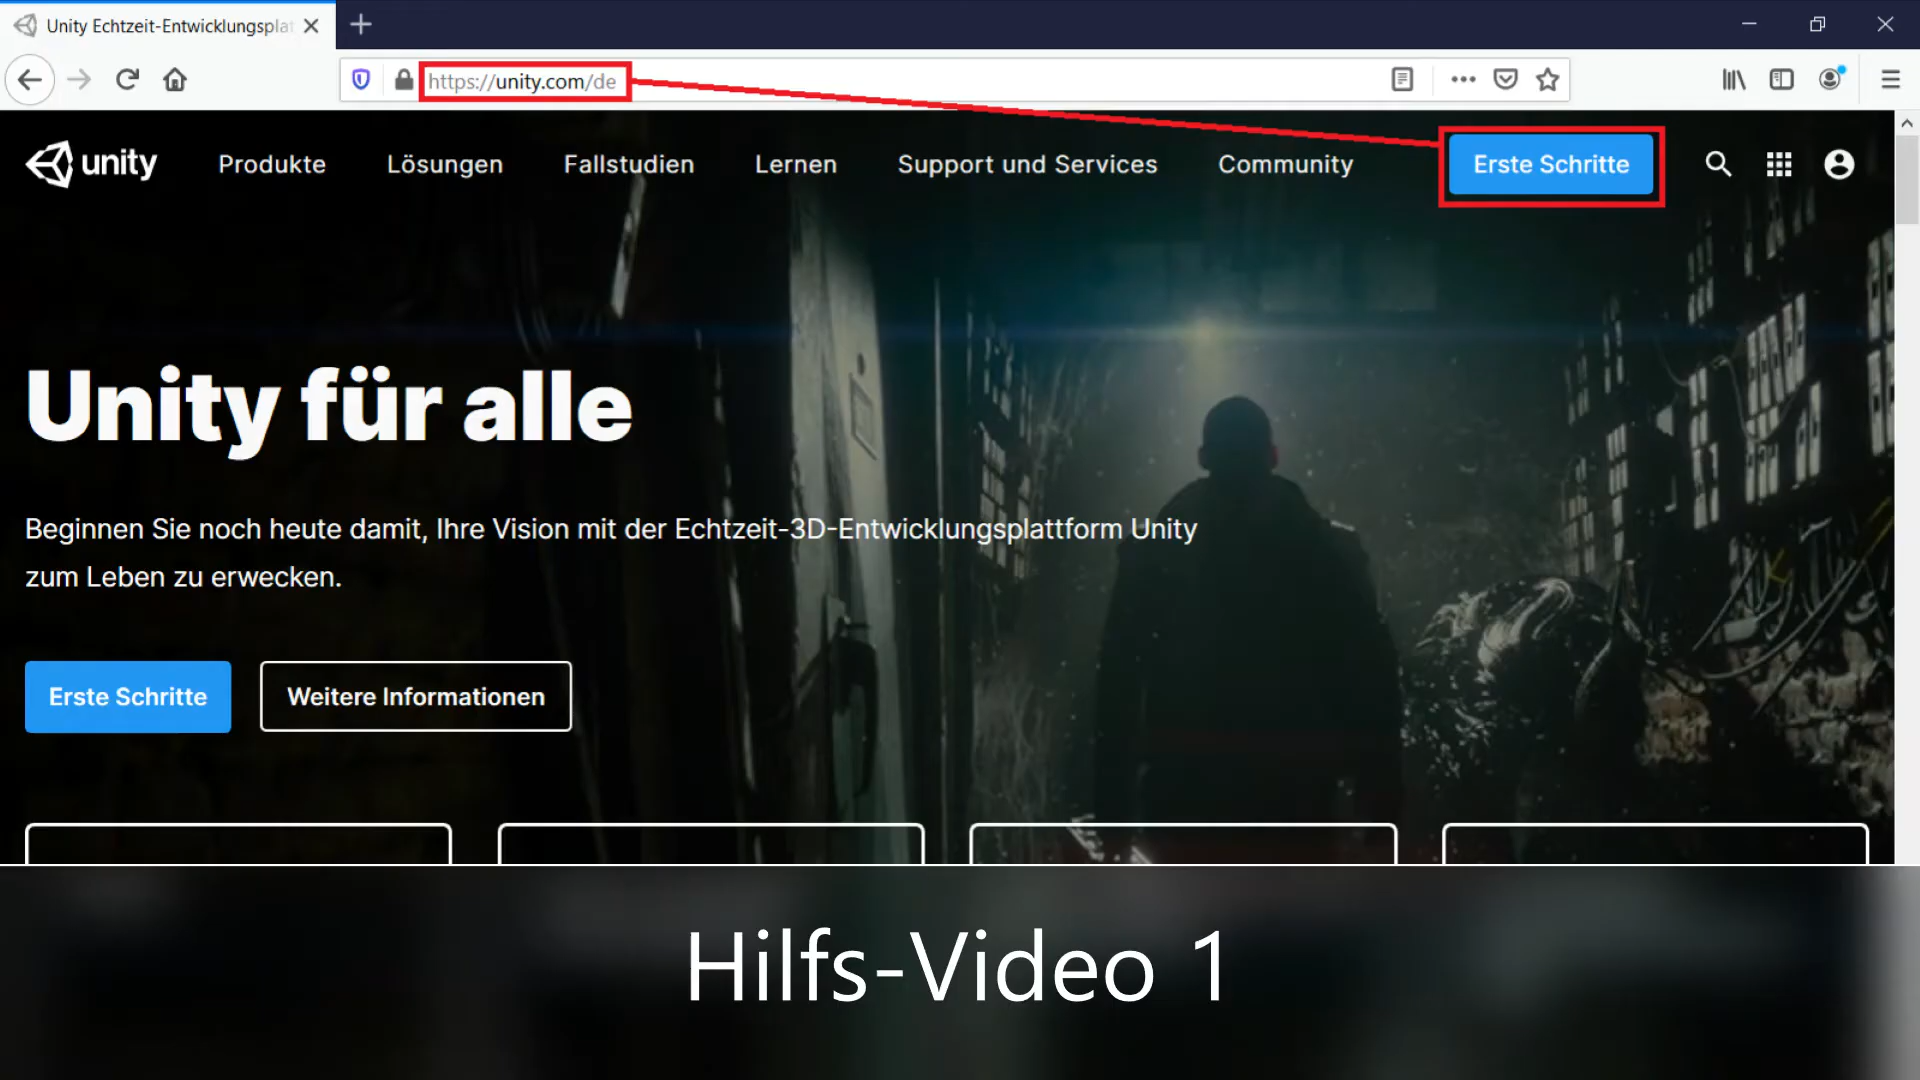 Unity Echtzeit-Entwicklungspla
https://unity.com/de
unity
Produkte
Lösungen
Fallstudien
Lernen
Support und Services
Community
Erste Schritte
Unity für alle
Beginnen Sie noch heute damit, Ihre Vision mit der Echtzeit-3D-Entwicklungsplattform Unity
zum Leben zu erwecken.
Erste Schritte
Weitere Informationen
Hilfs-Video 1